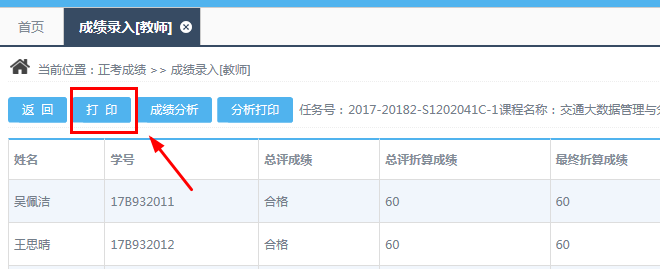 首页 成绩录入[教师]
当前位置：正考成绩 >> 成绩录入[教师]
返 回 打 印 成绩分析 分析打印 任务号：2017-20182-S1202041C-1课程名称：交通大数据管理与
姓名 学号 总评成绩 总评折算成绩 最终折算成绩
吴佩洁 17B932011 合格 60 60
王思晴 17B932012 合格 60 60